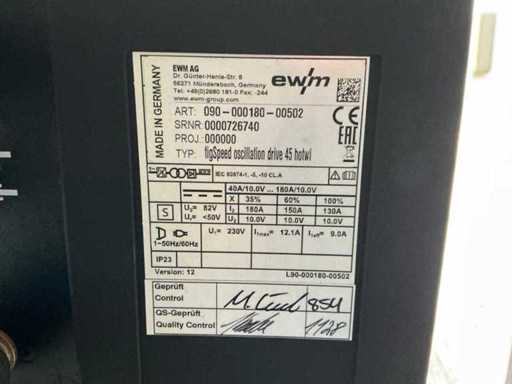 EWM AG
Dr. Günter-Henle-Str. 8
56271 Mündersbach, Germany
Tel: +49(0)2680 181-0 Fax: -244
www.ewm-group.com
ewm
MADE IN GERMANY
ART: 090-000180-00502
SRNR: 0000726740
PROJ: 000000
TYP: tigSpeed oscillation drive 45 hotwi
CE
EAC
IEC 60974-1, -5, -10 CL.A
40A/10.0V ... 180A/10.0V
X 35% 60% 100%
S U₀= 82V I₂ 180A 150A 130A
Uᵣ= <50V U₂ 10.0V 10.0V 10.0V
1~50Hz/60Hz U₁= 230V I₁max= 12.1A I₁eff= 9.0A
IP23
Version: 12 L90-000180-00502
Geprüft
Control 854
QS-Geprüft
Quality Control 1128